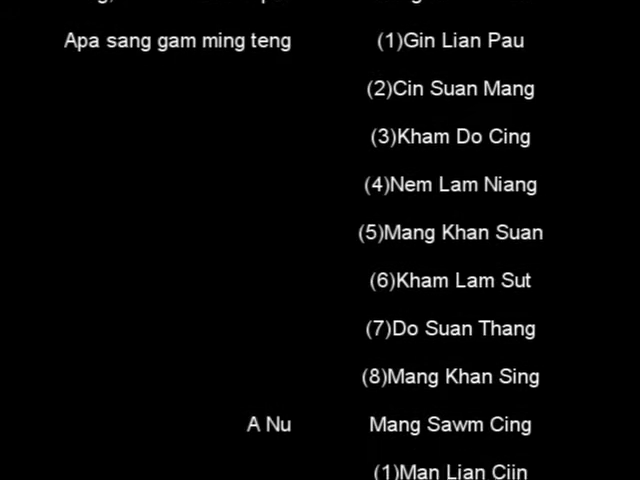 Apa sang gam ming teng (1)Gin Lian Pau
(2)Cin Suan Mang
(3)Kham Do Cing
(4)Nem Lam Niang
(5)Mang Khan Suan
(6)Kham Lam Sut
(7)Do Suan Thang
(8)Mang Khan Sing
A Nu Mang Sawm Cing
(1)Man Lian Ciin